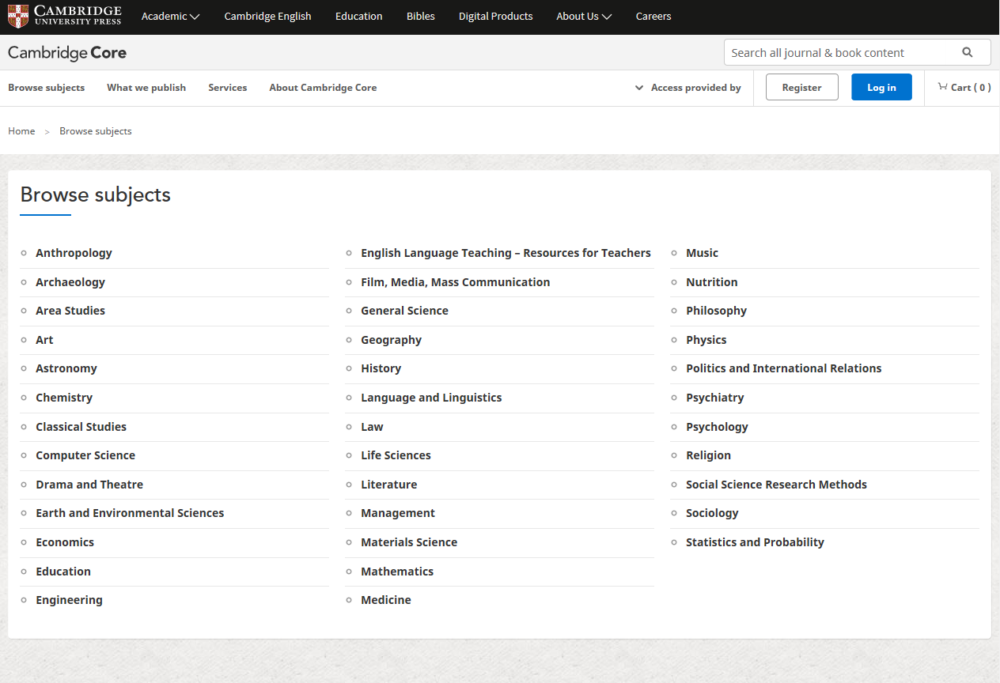 CAMBRIDGE
UNIVERSITY PRESS
Academic
Cambridge English
Education
Bibles
Digital Products
About Us
Careers
Cambridge Core
Search all journal & book content
Browse subjects
What we publish
Services
About Cambridge Core
Access provided by
Register
Log in
Cart ( 0 )
Home > Browse subjects
Browse subjects
Anthropology
Archaeology
Area Studies
Art
Astronomy
Chemistry
Classical Studies
Computer Science
Drama and Theatre
Earth and Environmental Sciences
Economics
Education
Engineering
English Language Teaching – Resources for Teachers
Film, Media, Mass Communication
General Science
Geography
History
Language and Linguistics
Law
Life Sciences
Literature
Management
Materials Science
Mathematics
Medicine
Music
Nutrition
Philosophy
Physics
Politics and International Relations
Psychiatry
Psychology
Religion
Social Science Research Methods
Sociology
Statistics and Probability